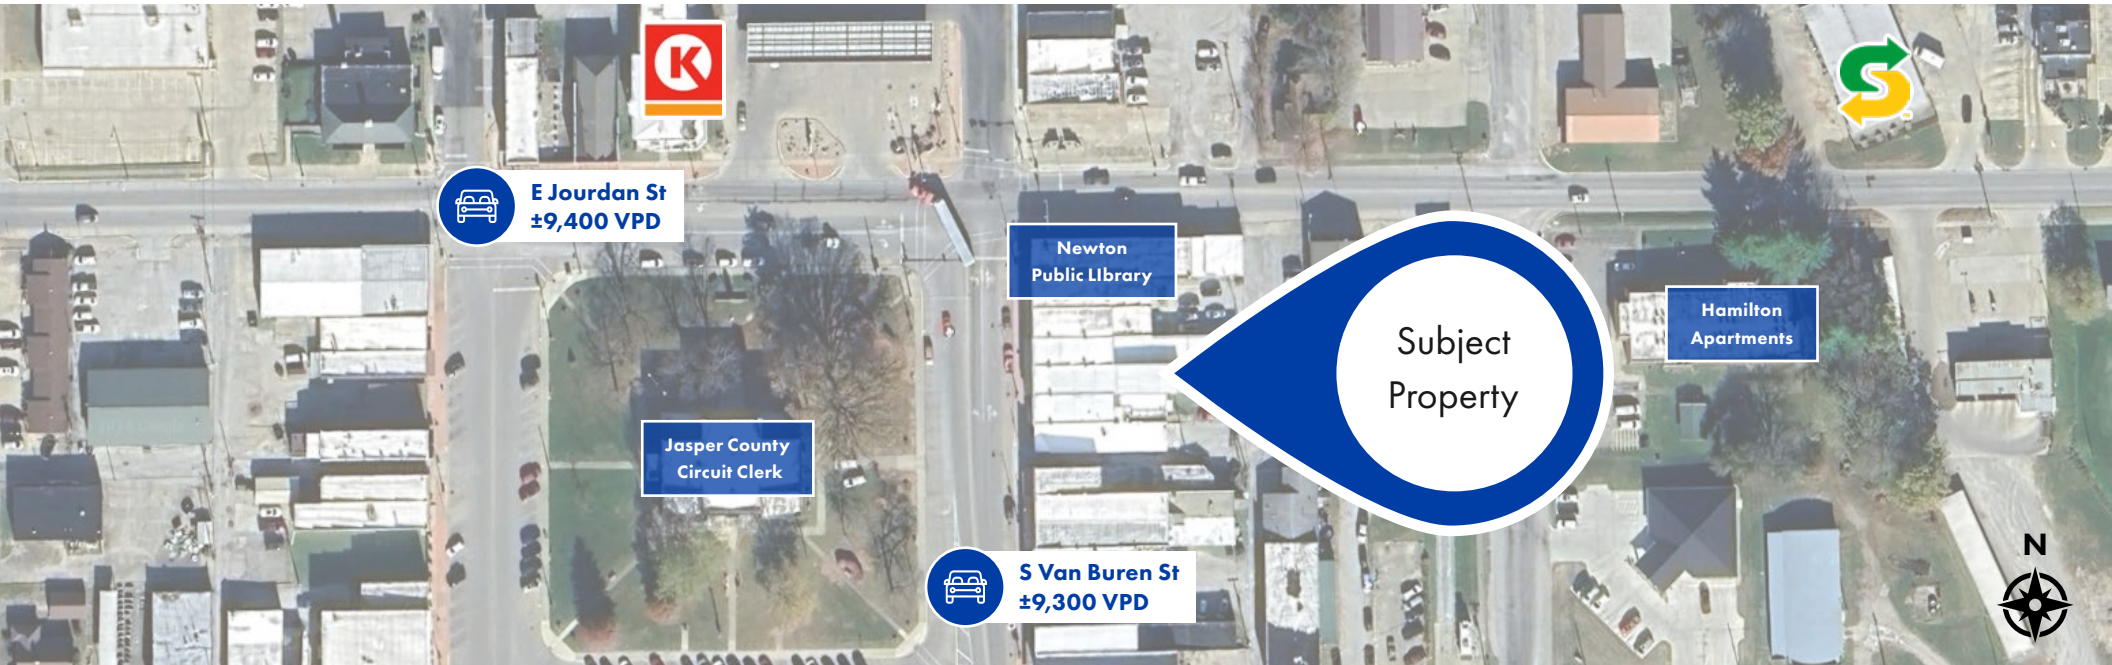 K
E Jourdan St
±9,400 VPD
Newton
Public LIbrary
Subject
Property
Hamilton
Apartments
Jasper County
Circuit Clerk
S Van Buren St
±9,300 VPD
N
S